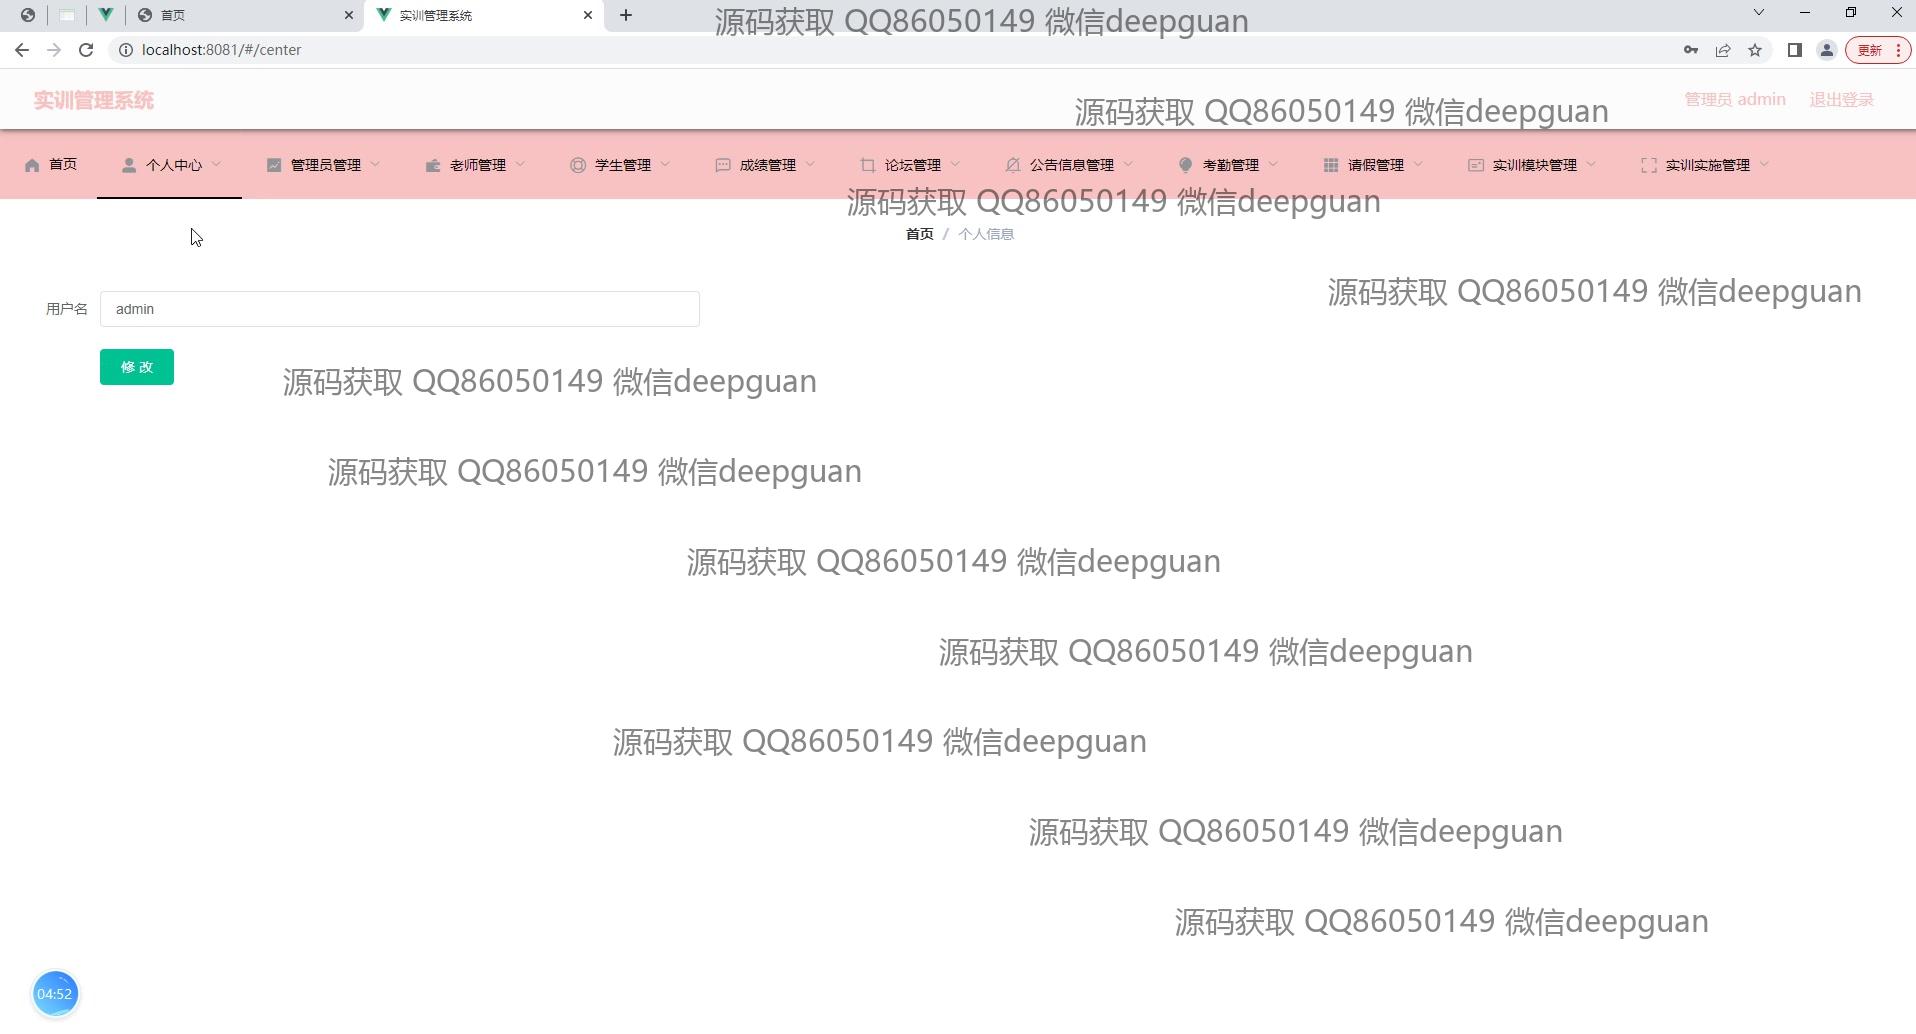 首页
实训管理系统
源码获取 QQ86050149 微信deepguan
localhost:8081/#/center
更新
实训管理系统
源码获取 QQ86050149 微信deepguan
管理员 admin
退出登录
首页
个人中心
管理员管理
老师管理
学生管理
成绩管理
论坛管理
公告信息管理
考勤管理
请假管理
实训模块管理
实训实施管理
源码获取 QQ86050149 微信deepguan
首页 / 个人信息
源码获取 QQ86050149 微信deepguan
用户名
admin
修改
源码获取 QQ86050149 微信deepguan
源码获取 QQ86050149 微信deepguan
源码获取 QQ86050149 微信deepguan
源码获取 QQ86050149 微信deepguan
源码获取 QQ86050149 微信deepguan
源码获取 QQ86050149 微信deepguan
源码获取 QQ86050149 微信deepguan
04:52